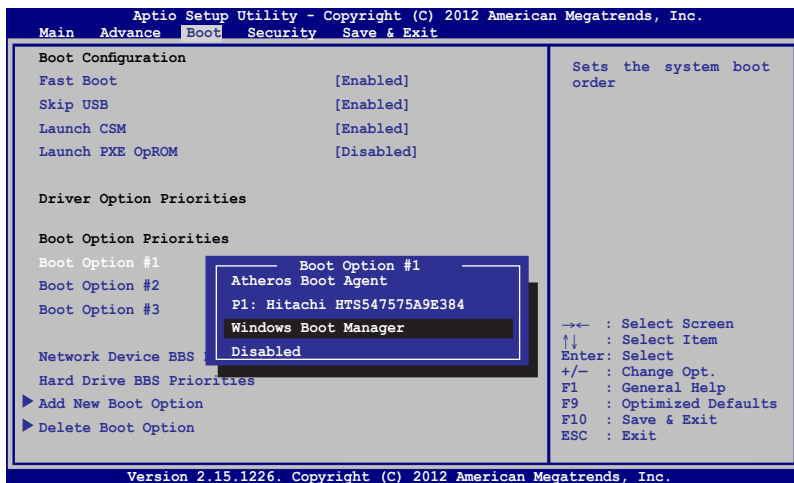 Aptio Setup Utility - Copyright (C) 2012 American Megatrends, Inc.
Main Advance Boot Security Save & Exit
Boot Configuration
Fast Boot [Enabled]
Skip USB [Enabled]
Launch CSM [Enabled]
Launch PXE OpROM [Disabled]
Driver Option Priorities
Boot Option Priorities
Boot Option #1
Boot Option #2
Boot Option #3
Network Device BBS
Hard Drive BBS Priorities
Add New Boot Option
Delete Boot Option
Boot Option #1
Atheros Boot Agent
P1: Hitachi HTS547575A9E384
Windows Boot Manager
Disabled
Sets the system boot
order
→← : Select Screen
↑↓ : Select Item
Enter: Select
+/— : Change Opt.
F1 : General Help
F9 : Optimized Defaults
F10 : Save & Exit
ESC : Exit
Version 2.15.1226. Copyright (C) 2012 American Megatrends, Inc.